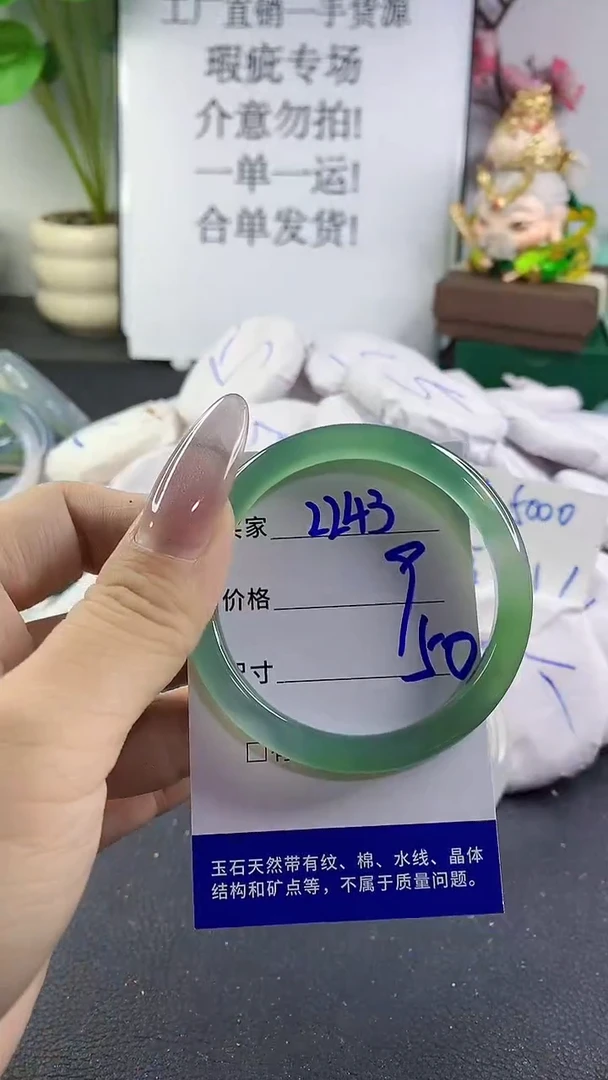 工厂直销一手货源
瑕疵专场
介意勿拍!
一单一运!
合单发货!
家 2243
价格
寸 50
5000
玉石天然带有纹、棉、水线、晶体
结构和矿点等，不属于质量问题。